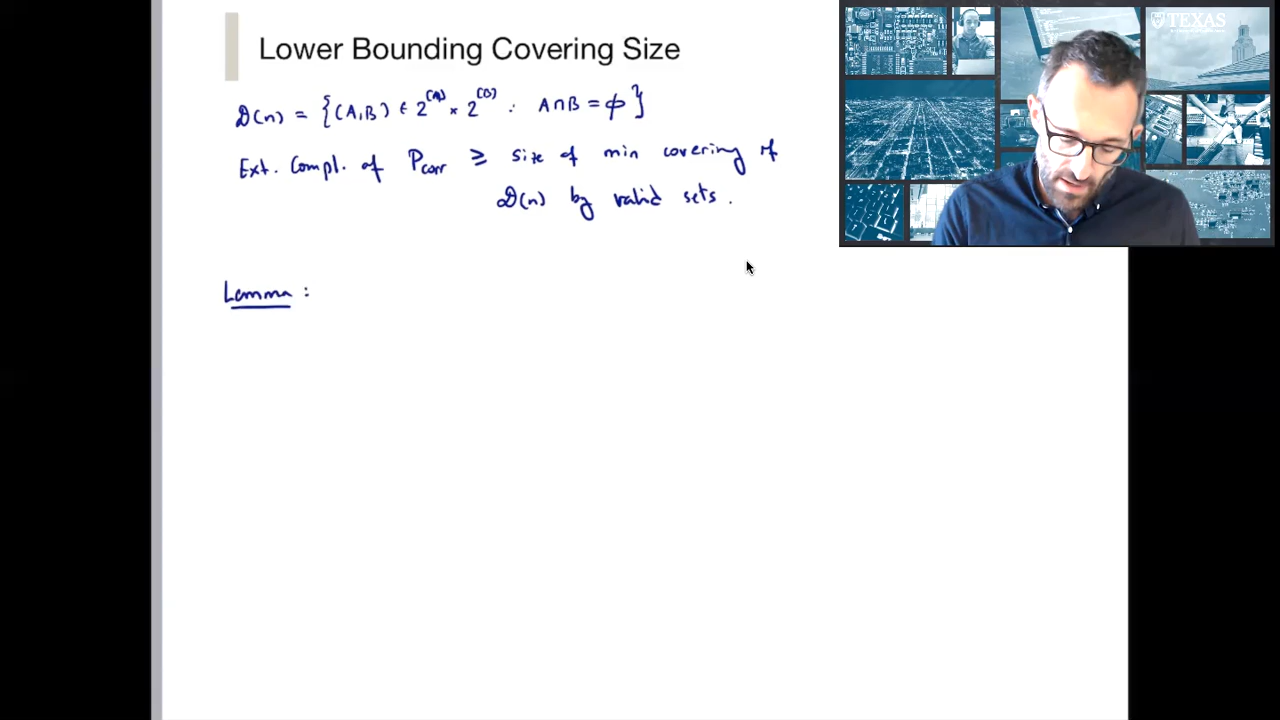 Lower Bounding Covering Size
TEXAS
𝒟(n) = {(A,B) ∈ 2^[n] × 2^[n] : A∩B = ϕ}
Ext. Compl. of P_corr ≥ size of min covering of
𝒟(n) by valid sets.
Lemma :